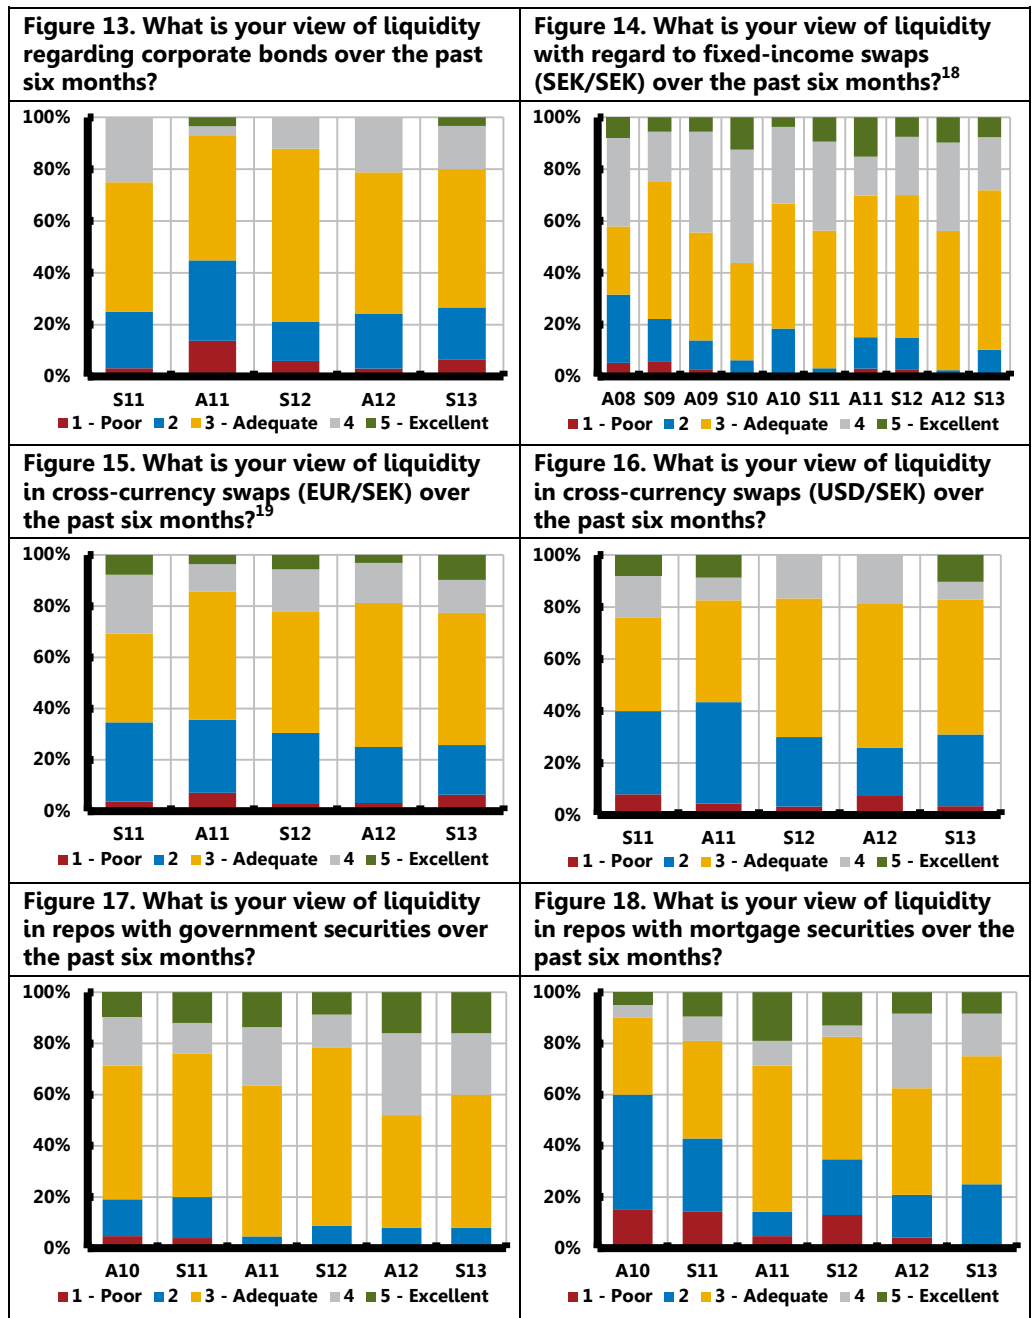 Figure 13. What is your view of liquidity
regarding corporate bonds over the past
six months?
100%
80%
60%
40%
20%
0%
S11 A11 S12 A12 S13
1 - Poor 2 3 - Adequate 4 5 - Excellent
Figure 14. What is your view of liquidity
with regard to fixed-income swaps
(SEK/SEK) over the past six months?18
100%
80%
60%
40%
20%
0%
A08 S09 A09 S10 A10 S11 A11 S12 A12 S13
1 - Poor 2 3 - Adequate 4 5 - Excellent
Figure 15. What is your view of liquidity
in cross-currency swaps (EUR/SEK) over
the past six months?19
100%
80%
60%
40%
20%
0%
S11 A11 S12 A12 S13
1 - Poor 2 3 - Adequate 4 5 - Excellent
Figure 16. What is your view of liquidity
in cross-currency swaps (USD/SEK) over
the past six months?
100%
80%
60%
40%
20%
0%
S11 A11 S12 A12 S13
1 - Poor 2 3 - Adequate 4 5 - Excellent
Figure 17. What is your view of liquidity
in repos with government securities over
the past six months?
100%
80%
60%
40%
20%
0%
A10 S11 A11 S12 A12 S13
1 - Poor 2 3 - Adequate 4 5 - Excellent
Figure 18. What is your view of liquidity
in repos with mortgage securities over the
past six months?
100%
80%
60%
40%
20%
0%
A10 S11 A11 S12 A12 S13
1 - Poor 2 3 - Adequate 4 5 - Excellent